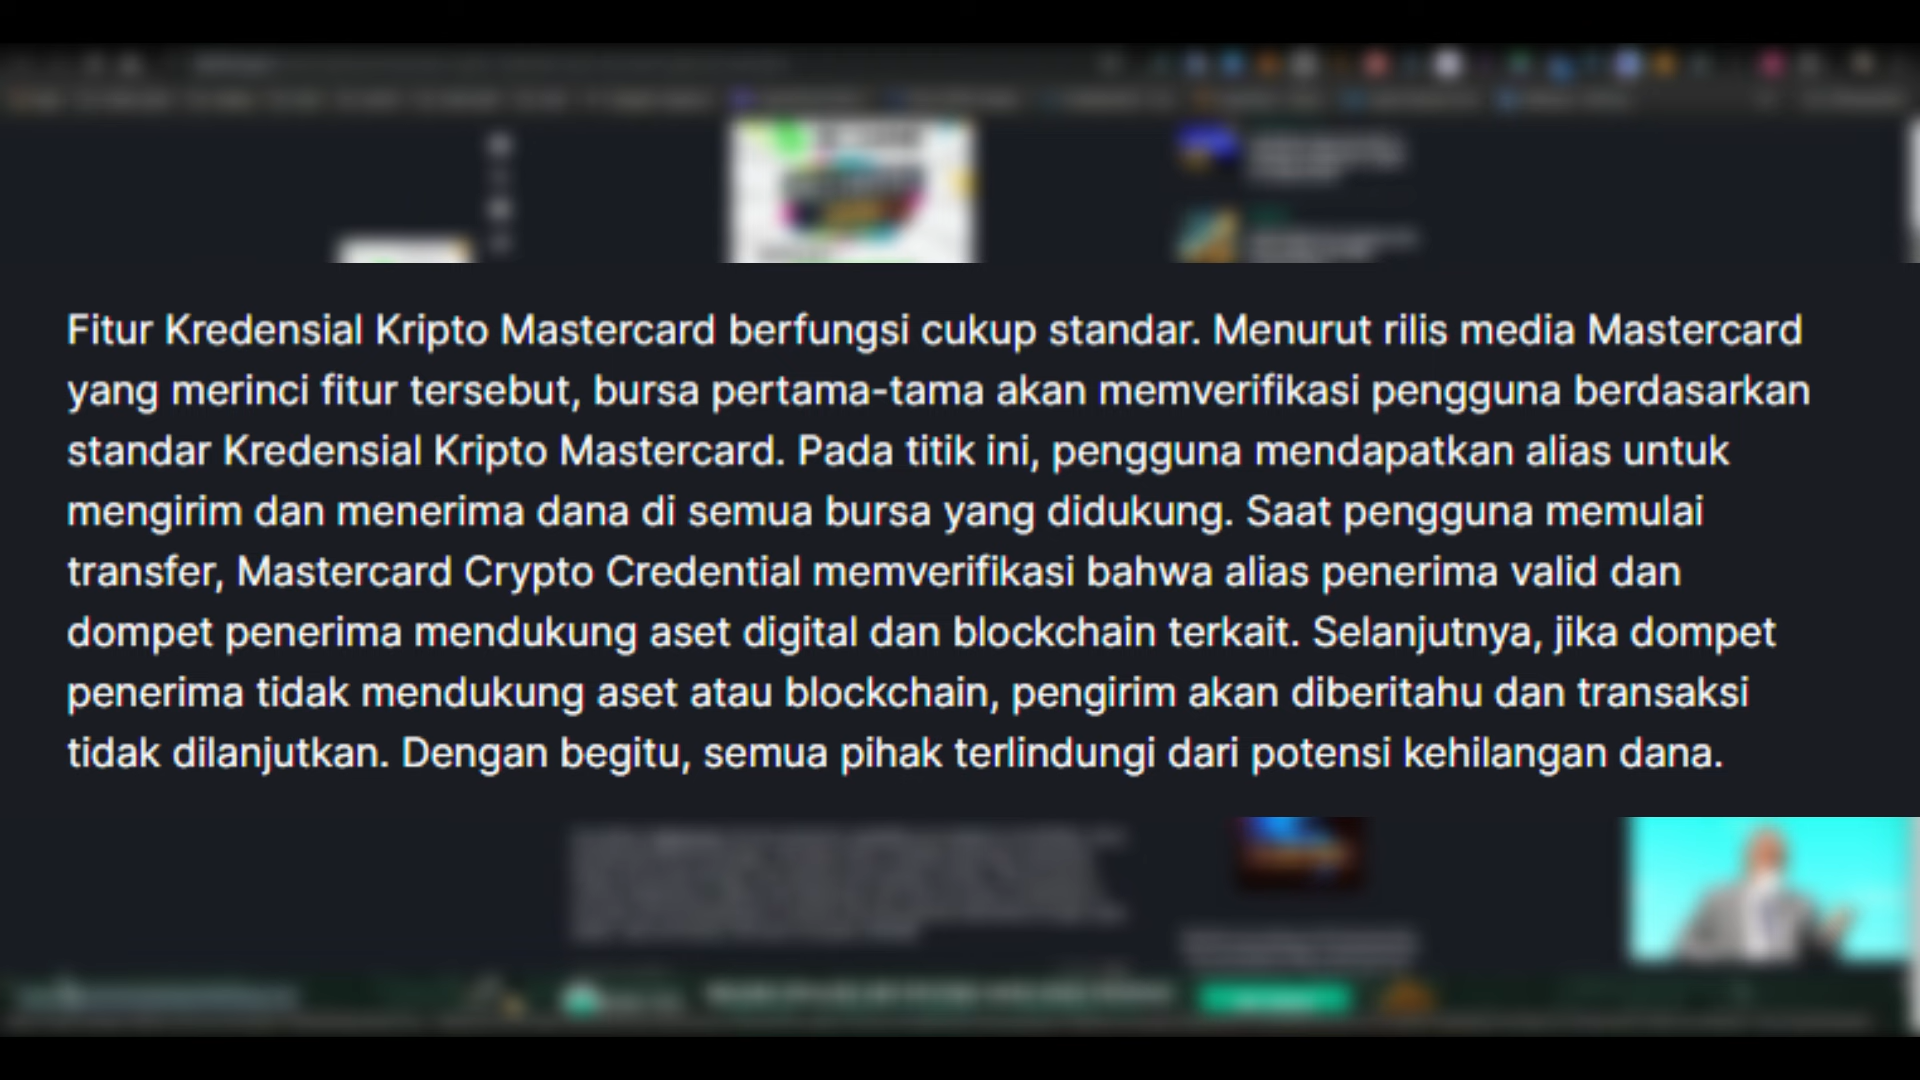 Fitur Kredensial Kripto Mastercard berfungsi cukup standar. Menurut rilis media Mastercard
yang merinci fitur tersebut, bursa pertama-tama akan memverifikasi pengguna berdasarkan
standar Kredensial Kripto Mastercard. Pada titik ini, pengguna mendapatkan alias untuk
mengirim dan menerima dana di semua bursa yang didukung. Saat pengguna memulai
transfer, Mastercard Crypto Credential memverifikasi bahwa alias penerima valid dan
dompet penerima mendukung aset digital dan blockchain terkait. Selanjutnya, jika dompet
penerima tidak mendukung aset atau blockchain, pengirim akan diberitahu dan transaksi
tidak dilanjutkan. Dengan begitu, semua pihak terlindungi dari potensi kehilangan dana.